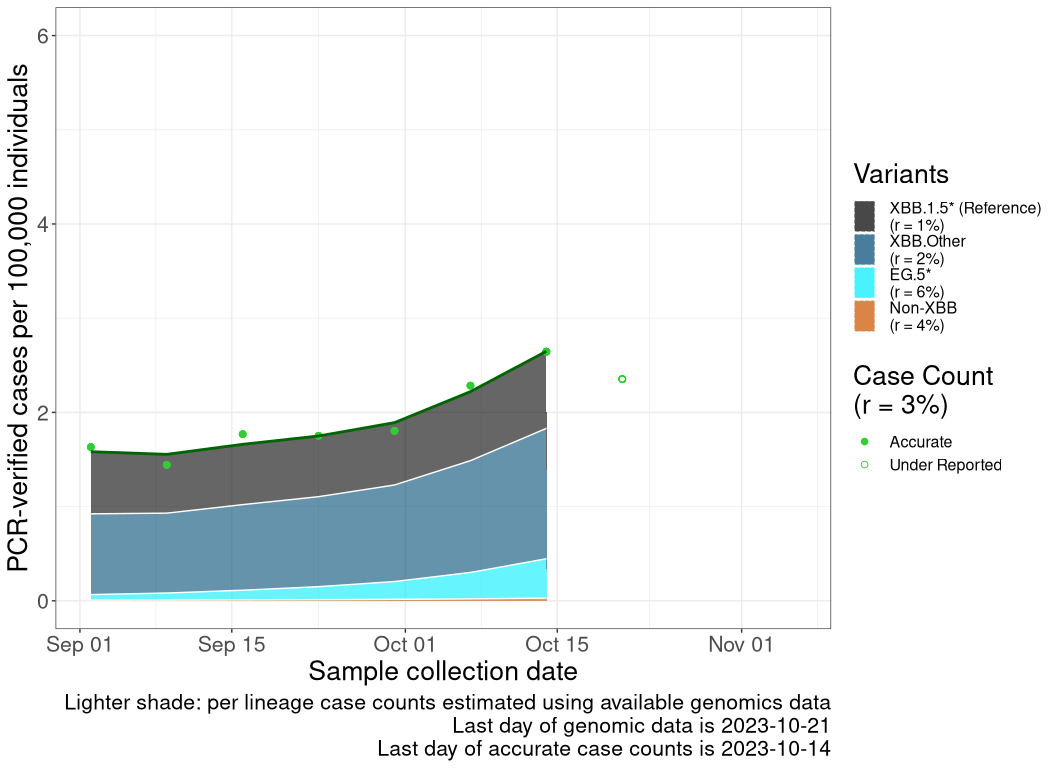 PCR-verified cases per 100,000 individuals
6
4
2
0
Sep 01
Sep 15
Oct 01
Oct 15
Nov 01
Sample collection date
Lighter shade: per lineage case counts estimated using available genomics data
Last day of genomic data is 2023-10-21
Last day of accurate case counts is 2023-10-14
Variants
XBB.1.5* (Reference)
(r = 1%)
XBB.Other
(r = 2%)
EG.5*
(r = 6%)
Non-XBB
(r = 4%)
Case Count
(r = 3%)
Accurate
Under Reported